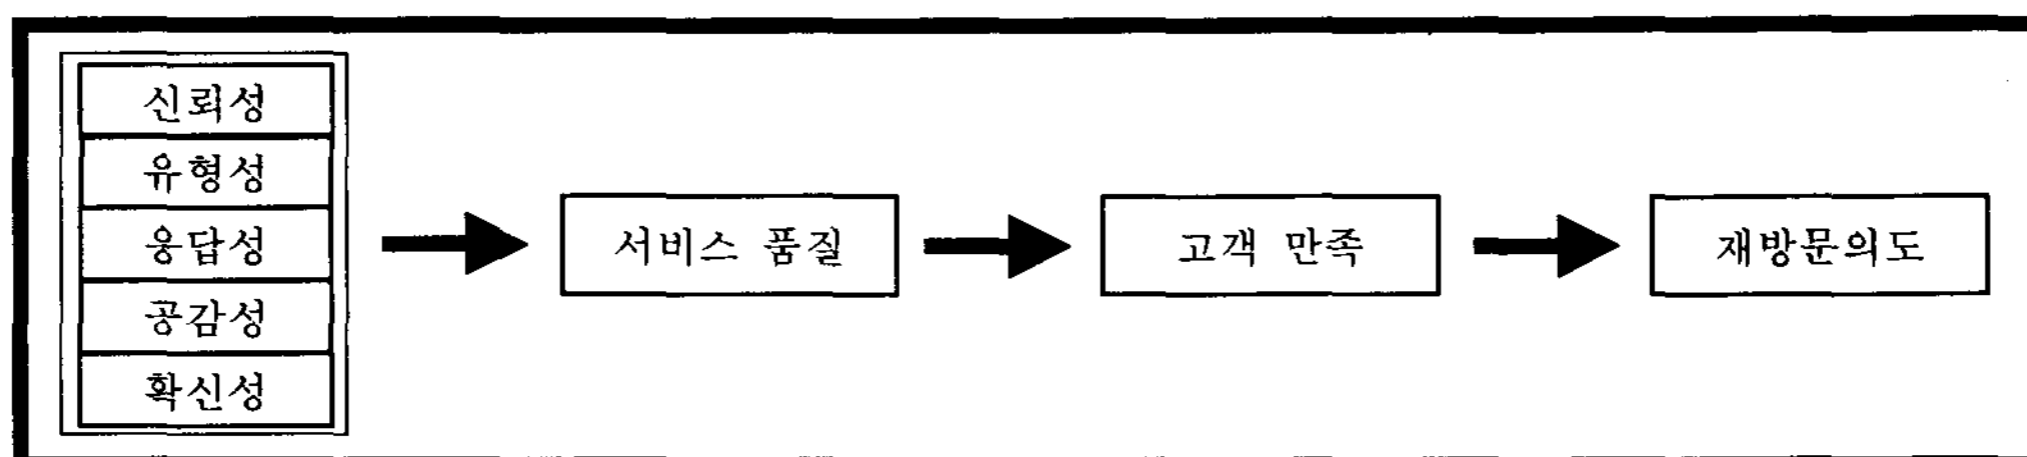 신뢰성
유형성
응답성
공감성
확신성
서비스 품질
고객 만족
재방문의도